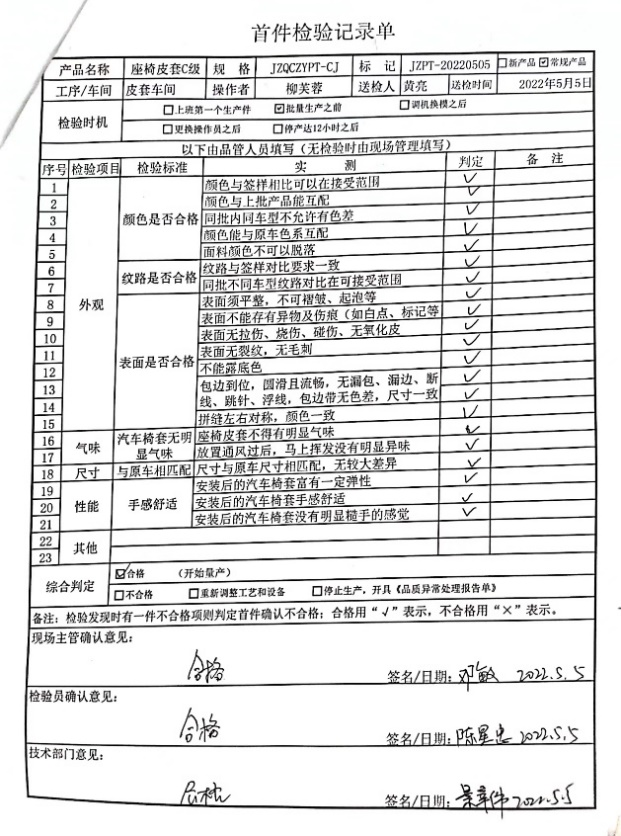 首件检验记录单
产品名称 座椅皮套C级 规 格 JZQCZYPT-CJ 标 记 JZPT-20220505 □新产品 ☑常规产品
工序/车间 皮套车间 操作者 柳芙蓉 送检人 黄亮 送检时间 2022年5月5日
检验时机 □上班第一个生产件 ☑批量生产之前 □调机换模之后
□更换操作员之后 □停产达12小时之后
以下由品管人员填写（无检验时由现场管理填写）
序号 检验项目 检验标准 实 测 判定 备 注
1 外观 颜色是否合格 颜色与签样相比可以在接受范围 √
2 颜色与上批产品能互配 √
3 同批内同车型不允许有色差 √
4 颜色能与原车色系互配 √
5 面料颜色不可以脱落 √
6 纹路是否合格 纹路与签样对比要求一致 √
7 同批不同车型纹路对比在可接受范围 √
8 表面是否合格 表面须平整，不可褶皱、起泡等 √
9 表面不能存有异物及伤痕（如白点、标记等 √
10 表面无拉伤、烧伤、碰伤、无氧化皮 √
11 表面无裂纹，无毛刺 √
12 不能露底色 √
13 包边到位，圆滑且流畅，无漏包、漏边、断 √
14 线、跳针、浮线，包边带无色差，尺寸一致 √
15 拼缝左右对称，颜色一致 √
16 气味 汽车椅套无明显气味 座椅皮套不得有明显气味 √
17 放置通风过后，马上挥发没有明显异味 √
18 尺寸 与原车相匹配 尺寸与原车尺寸相匹配，无较大差异 √
19 性能 手感舒适 安装后的汽车椅套富有一定弹性 √
20 安装后的汽车椅套手感舒适 √
21 安装后的汽车椅套没有明显糙手的感觉 √
22 其他
23
综合判定 ☑合格 （开始量产）
□不合格 □重新调整工艺和设备 □停止生产，开具《品质异常处理报告单》
备注：检验发现时有一件不合格项则判定首件确认不合格；合格用“√”表示，不合格用“×”表示。
现场主管确认意见：
合格
签名/日期：邓敏 2022.5.5
检验员确认意见：
合格
签名/日期：陈星忠 2022.5.5
技术部门意见：
合格
签名/日期： 2022.5.5